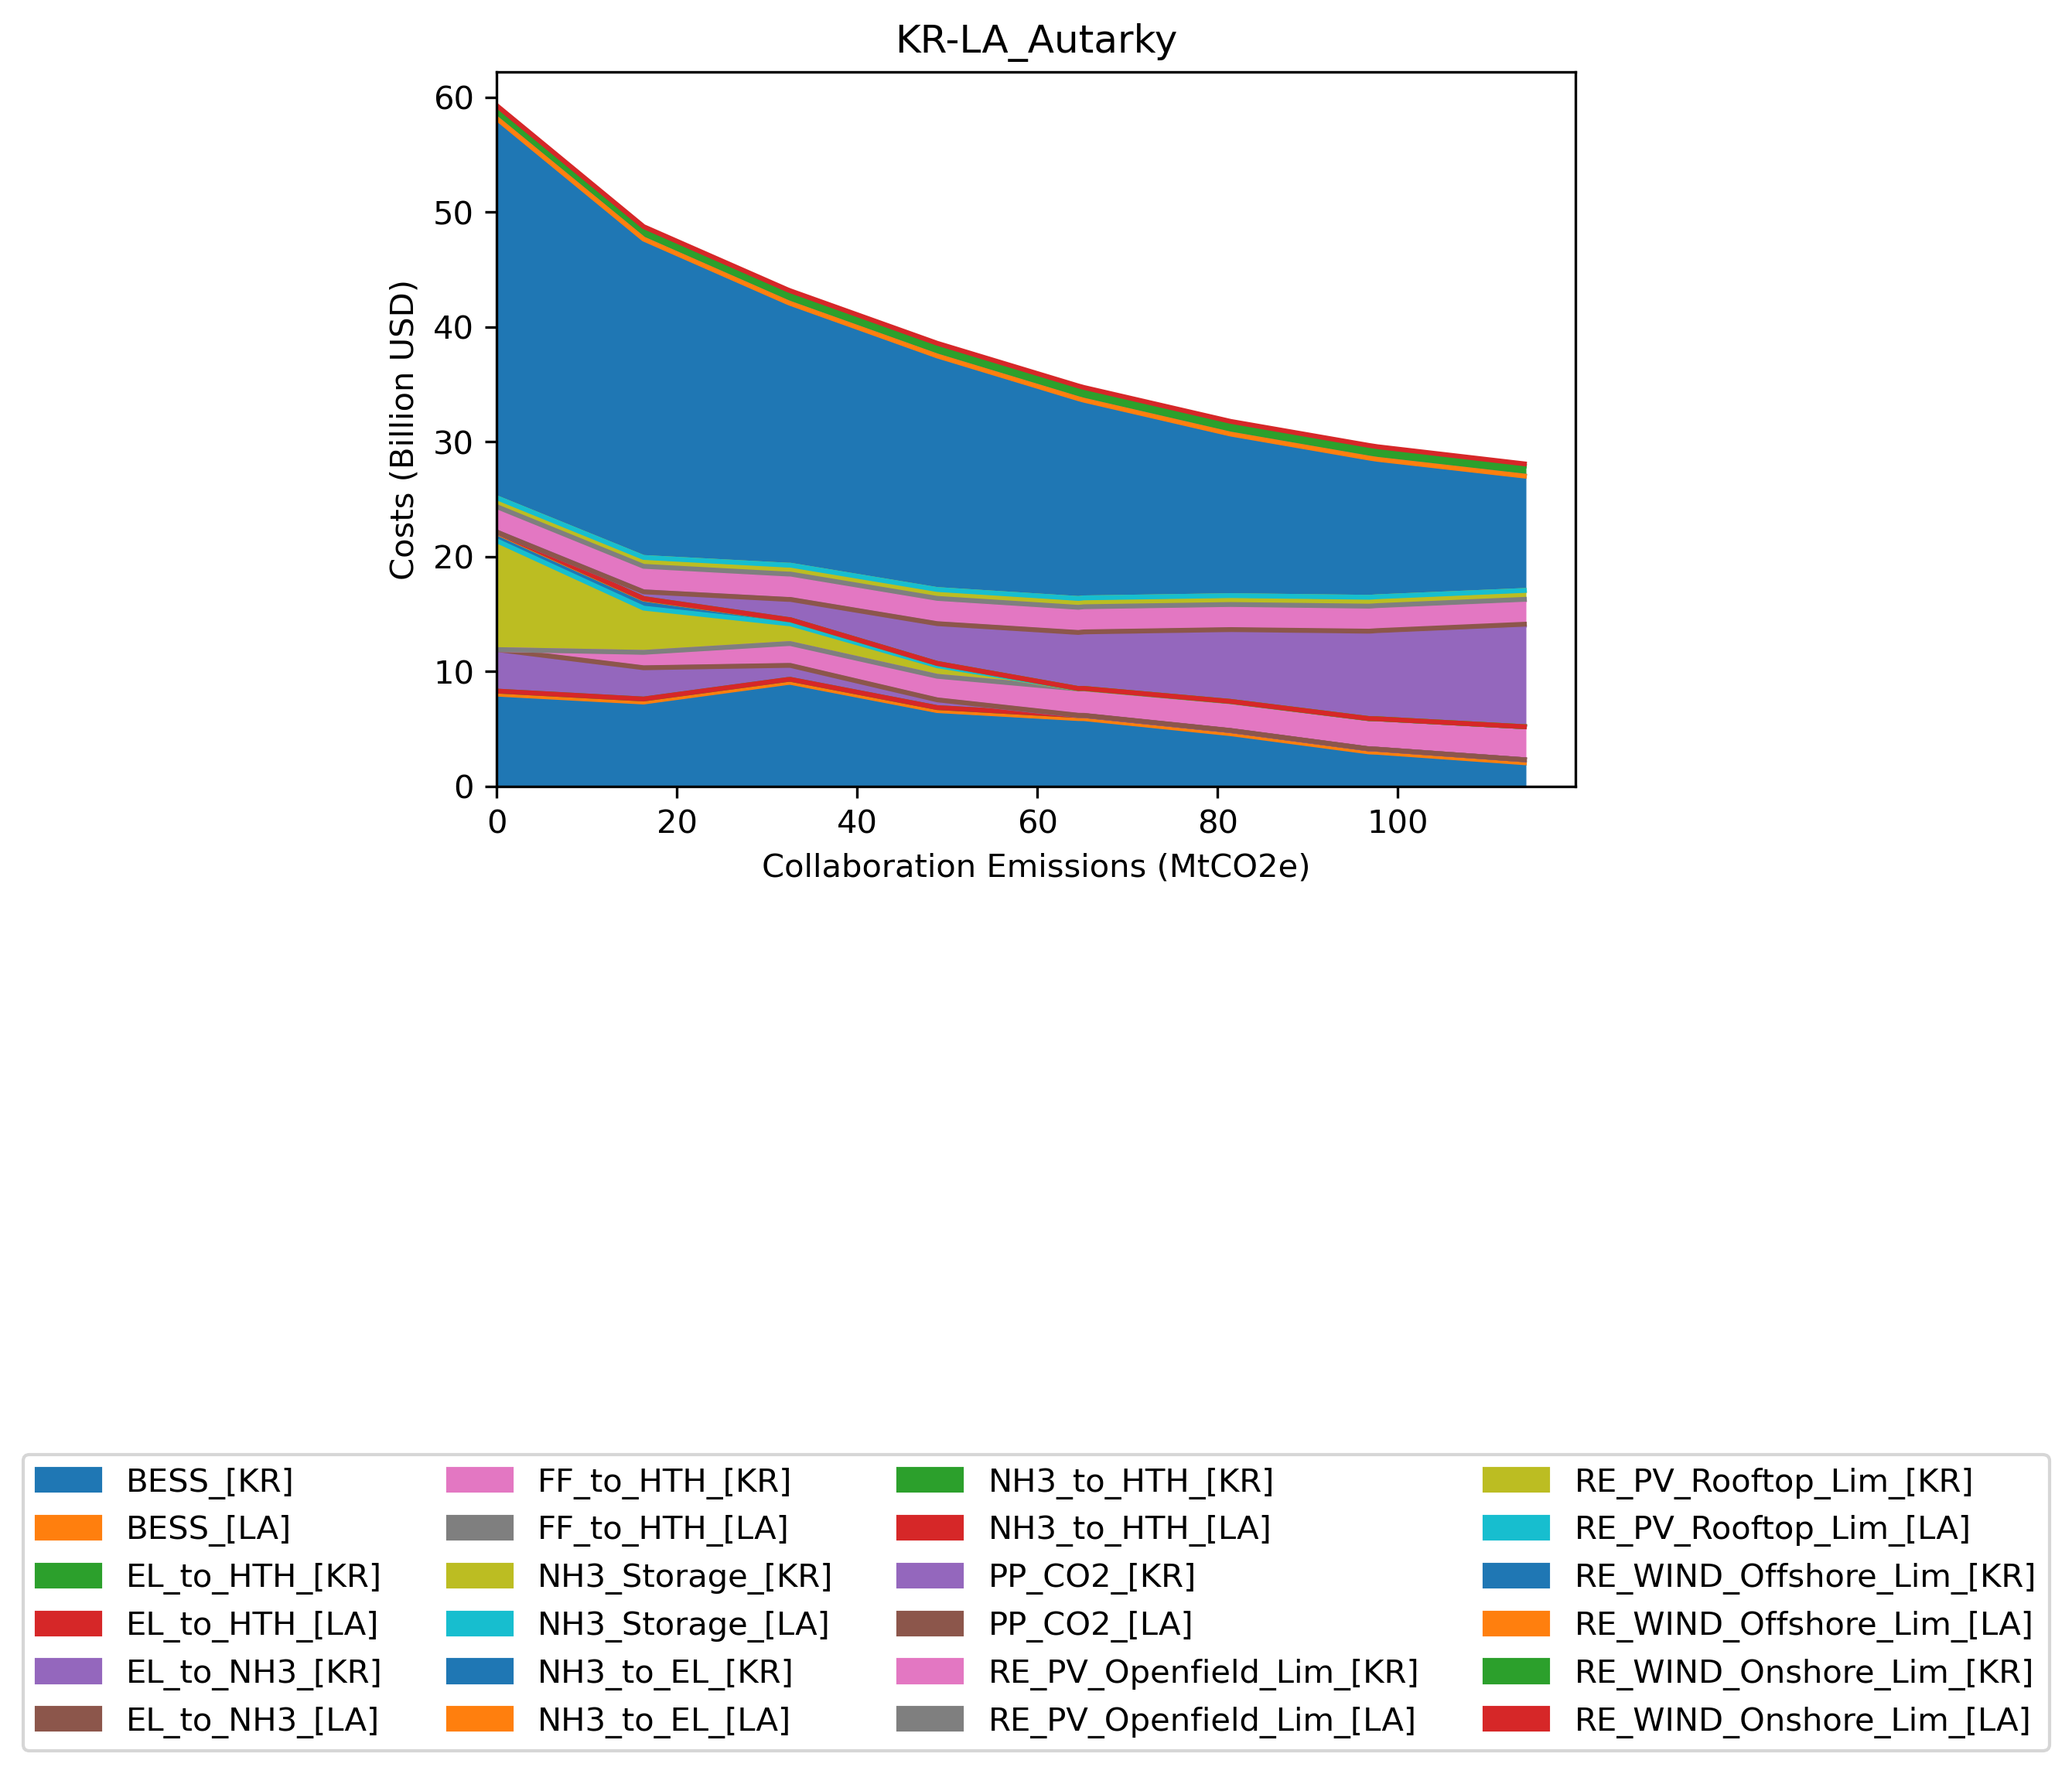 KR-LA_Autarky
Costs (Billion USD)
60
50
40
30
20
10
0
0 20 40 60 80 100
Collaboration Emissions (MtCO2e)
BESS_[KR]
BESS_[LA]
EL_to_HTH_[KR]
EL_to_HTH_[LA]
EL_to_NH3_[KR]
EL_to_NH3_[LA]
FF_to_HTH_[KR]
FF_to_HTH_[LA]
NH3_Storage_[KR]
NH3_Storage_[LA]
NH3_to_EL_[KR]
NH3_to_EL_[LA]
NH3_to_HTH_[KR]
NH3_to_HTH_[LA]
PP_CO2_[KR]
PP_CO2_[LA]
RE_PV_Openfield_Lim_[KR]
RE_PV_Openfield_Lim_[LA]
RE_PV_Rooftop_Lim_[KR]
RE_PV_Rooftop_Lim_[LA]
RE_WIND_Offshore_Lim_[KR]
RE_WIND_Offshore_Lim_[LA]
RE_WIND_Onshore_Lim_[KR]
RE_WIND_Onshore_Lim_[LA]